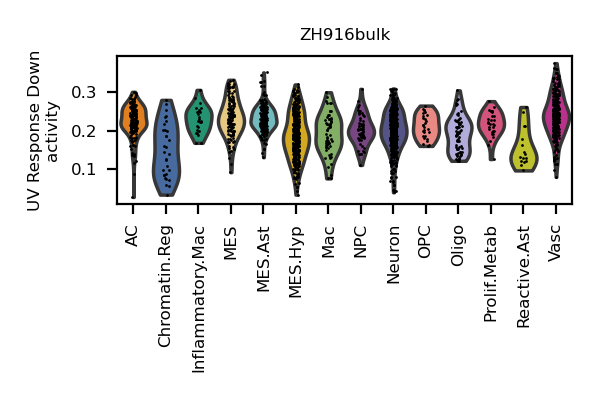 ZH916bulk
UV Response Down
activity
0.3
0.2
0.1
AC
Chromatin.Reg
Inflammatory.Mac
MES
MES.Ast
MES.Hyp
Mac
NPC
Neuron
OPC
Oligo
Prolif.Metab
Reactive.Ast
Vasc